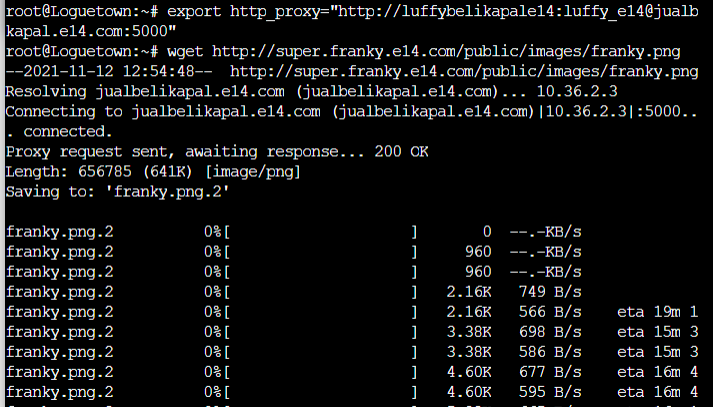 root@Loguetown:~# export http_proxy="http://luffybelikapale14:luffy_e14@jualb
kapal.e14.com:5000"
root@Loguetown:~# wget http://super.franky.e14.com/public/images/franky.png
--2021-11-12 12:54:48--  http://super.franky.e14.com/public/images/franky.png
Resolving jualbelikapal.e14.com (jualbelikapal.e14.com)... 10.36.2.3
Connecting to jualbelikapal.e14.com (jualbelikapal.e14.com)|10.36.2.3|:5000..
. connected.
Proxy request sent, awaiting response... 200 OK
Length: 656785 (641K) [image/png]
Saving to: 'franky.png.2'
franky.png.2          0%[                    ]       0  --.-KB/s
franky.png.2          0%[                    ]     960  --.-KB/s
franky.png.2          0%[                    ]     960  --.-KB/s
franky.png.2          0%[                    ]   2.16K   749 B/s
franky.png.2          0%[                    ]   2.16K   566 B/s    eta 19m 1
franky.png.2          0%[                    ]   3.38K   698 B/s    eta 15m 3
franky.png.2          0%[                    ]   3.38K   586 B/s    eta 15m 3
franky.png.2          0%[                    ]   4.60K   677 B/s    eta 16m 4
franky.png.2          0%[                    ]   4.60K   595 B/s    eta 16m 4